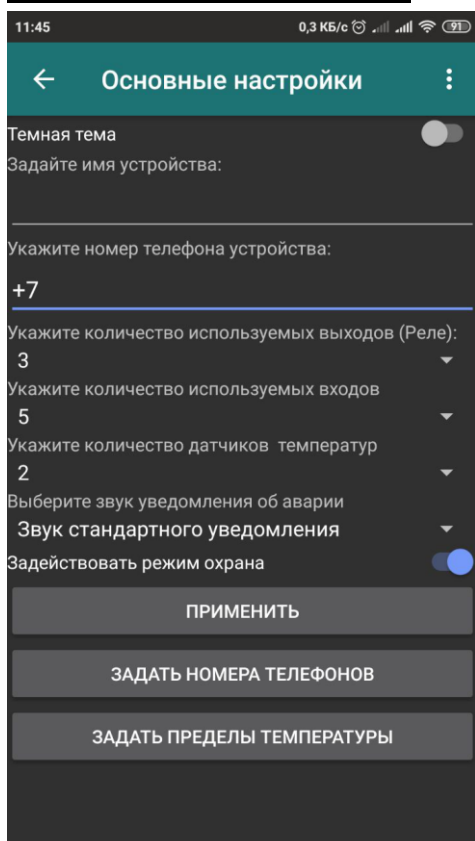 11:45 0,3 КБ/с 91
Основные настройки
Темная тема
Задайте имя устройства:
Укажите номер телефона устройства:
+7
Укажите количество используемых выходов (Реле):
3
Укажите количество используемых входов
5
Укажите количество датчиков температур
2
Выберите звук уведомления об аварии
Звук стандартного уведомления
Задействовать режим охрана
ПРИМЕНИТЬ
ЗАДАТЬ НОМЕРА ТЕЛЕФОНОВ
ЗАДАТЬ ПРЕДЕЛЫ ТЕМПЕРАТУРЫ